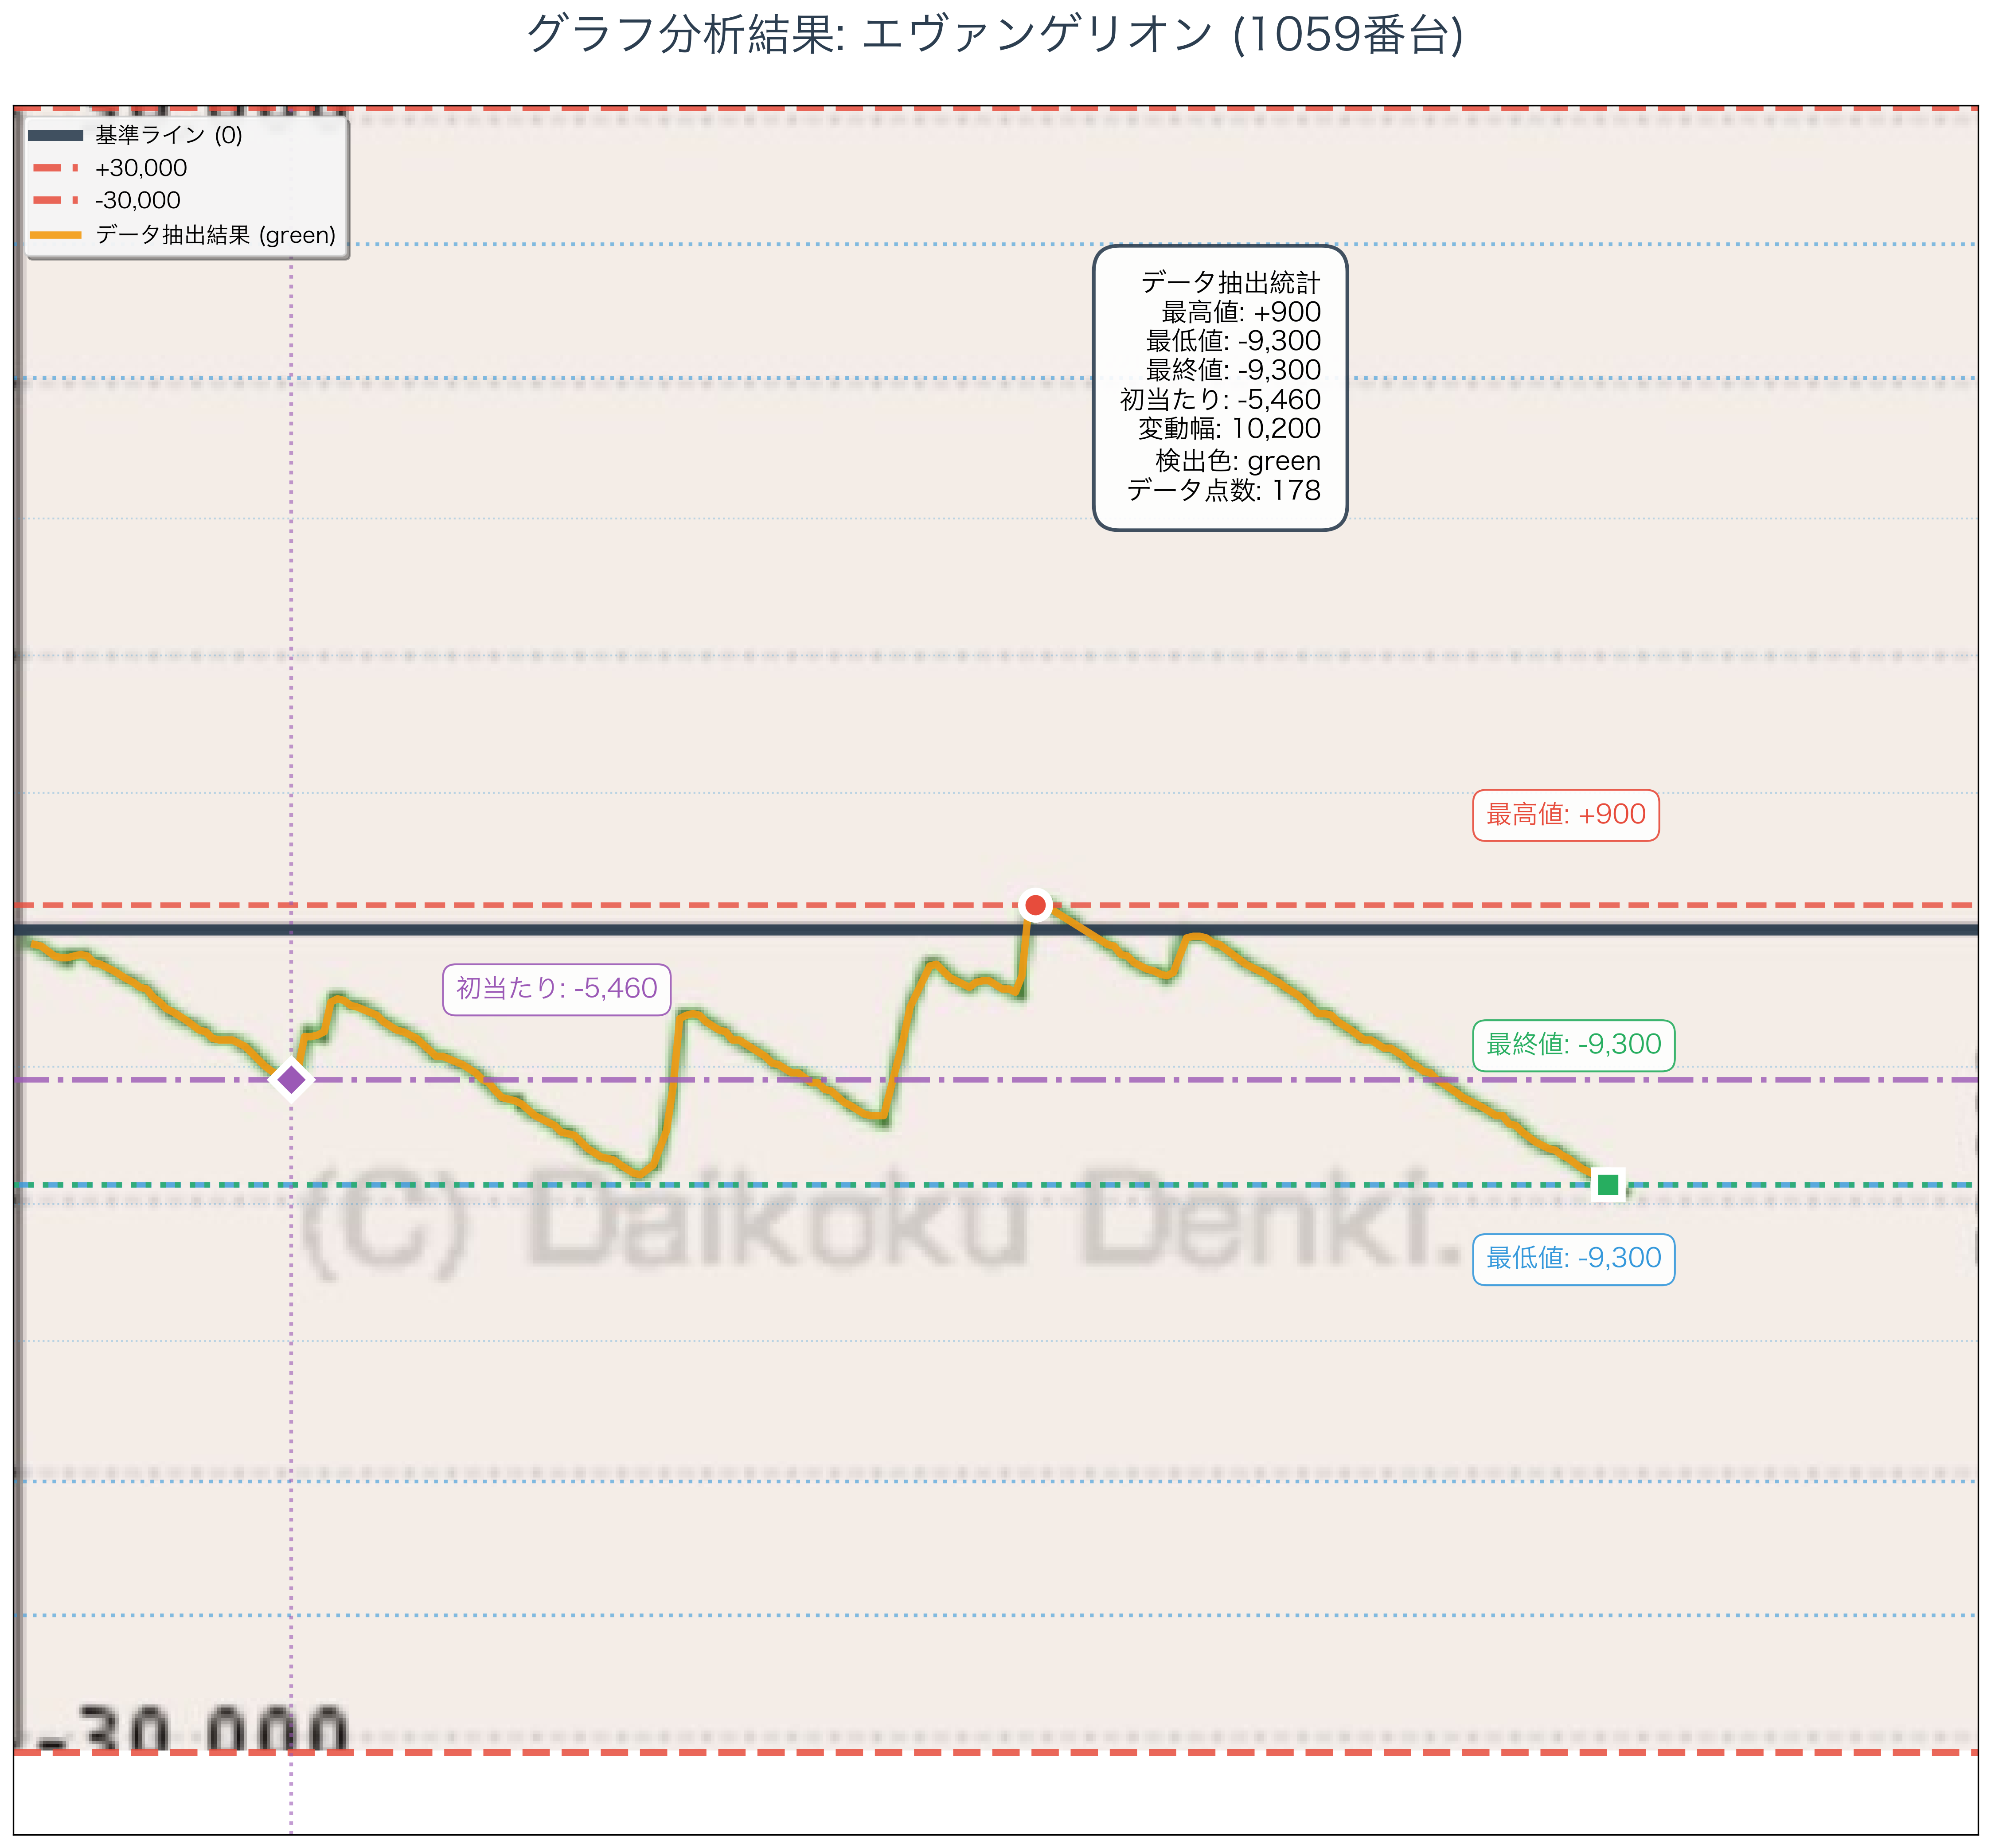 グラフ分析結果: エヴァンゲリオン (1059番台)
基準ライン (0)
+30,000
-30,000
データ抽出結果 (green)
データ抽出統計
最高値: +900
最低値: -9,300
最終値: -9,300
初当たり: -5,460
変動幅: 10,200
検出色: green
データ点数: 178
最高値: +900
初当たり: -5,460
最終値: -9,300
(C) Daikoku Denki.
最低値: -9,300
-30,000